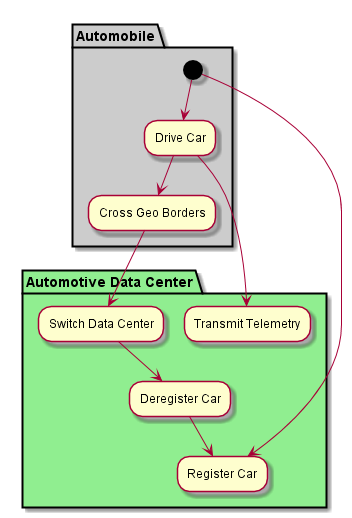 Automobile
Drive Car
Cross Geo Borders
Automotive Data Center
Switch Data Center
Transmit Telemetry
Deregister Car
Register Car